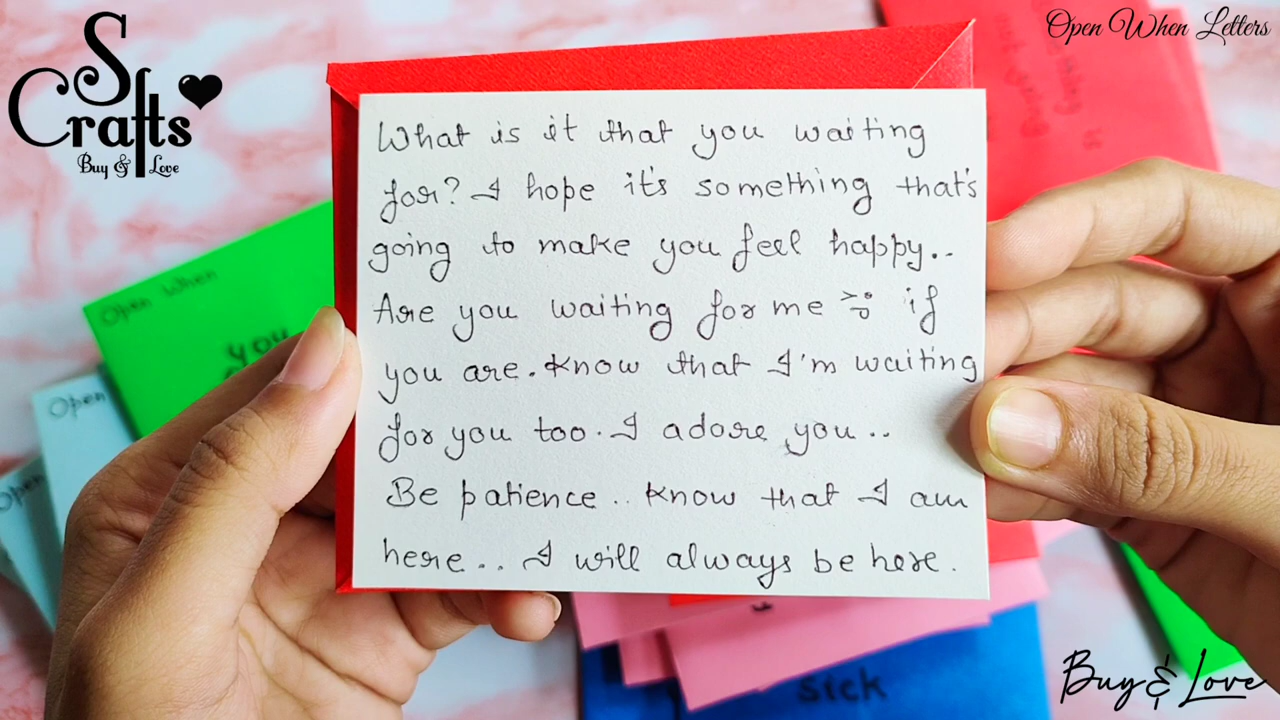 S
Crafts
Buy & Love
Open When Letters
What is it that you waiting
for? I hope it's something that's
going to make you feel happy..
Are you waiting for me if
you are. Know that I'm waiting
for you too. I adore you..
Be patience.. Know that I am
here.. I will always be here.
Open When
you
Open
Open
sick
Buy & Love